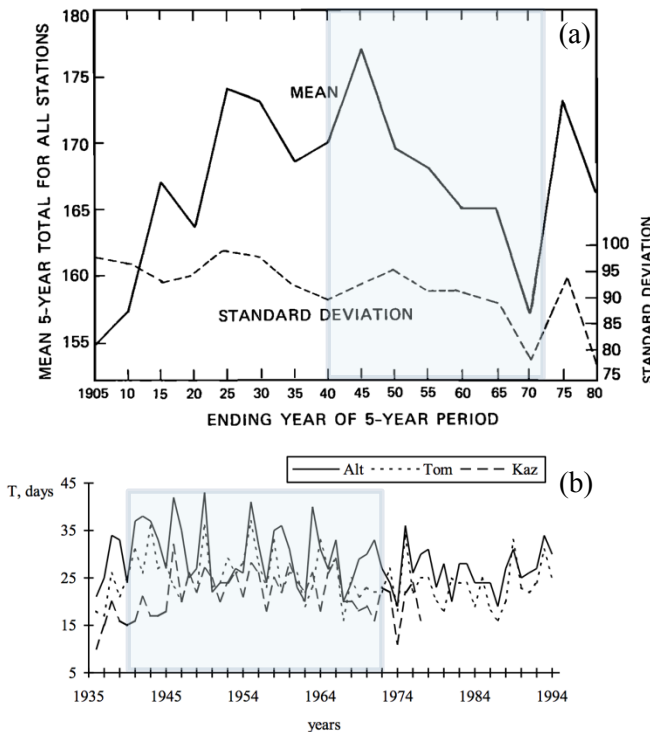 180
175
170
165
160
155
MEAN 5-YEAR TOTAL FOR ALL STATIONS
(a)
MEAN
STANDARD DEVIATION
100
95
90
85
80
75
STANDARD DEVIATION
1905 10 15 20 25 30 35 40 45 50 55 60 65 70 75 80
ENDING YEAR OF 5-YEAR PERIOD
Alt Tom Kaz
(b)
T, days
45
35
25
15
5
1935 1945 1954 1964 1974 1984 1994
years